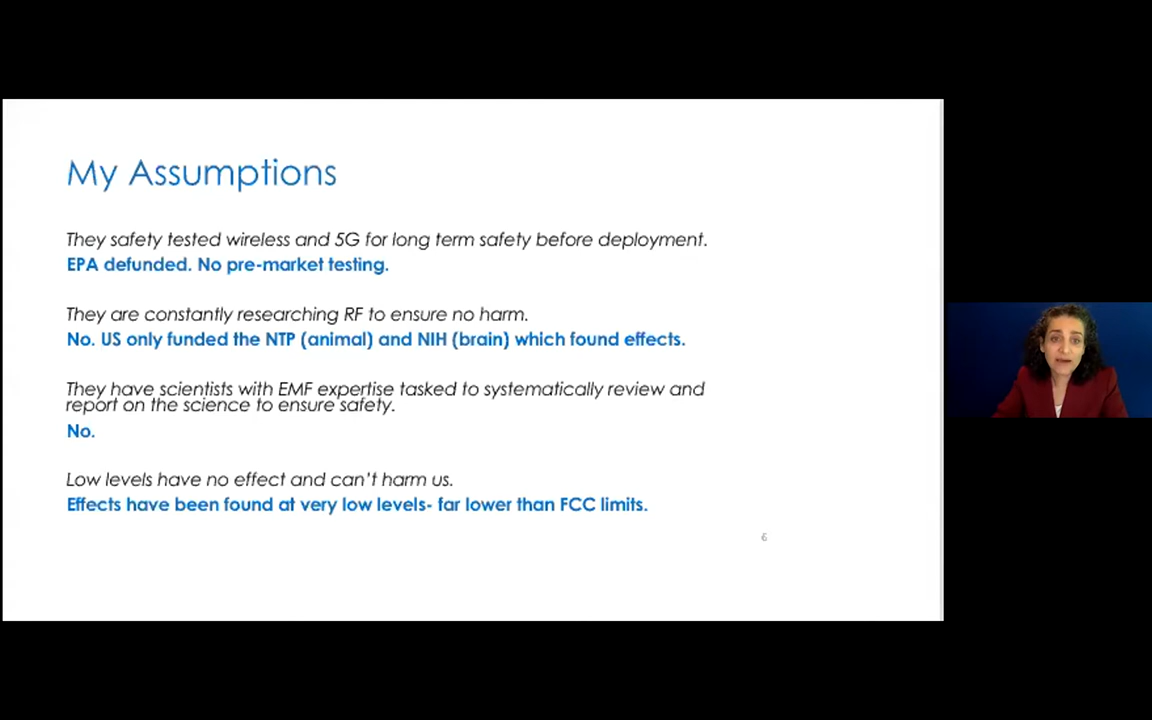 My Assumptions
They safety tested wireless and 5G for long term safety before deployment.
EPA defunded. No pre-market testing.
They are constantly researching RF to ensure no harm.
No. US only funded the NTP (animal) and NIH (brain) which found effects.
They have scientists with EMF expertise tasked to systematically review and
report on the science to ensure safety.
No.
Low levels have no effect and can't harm us.
Effects have been found at very low levels- far lower than FCC limits.
6